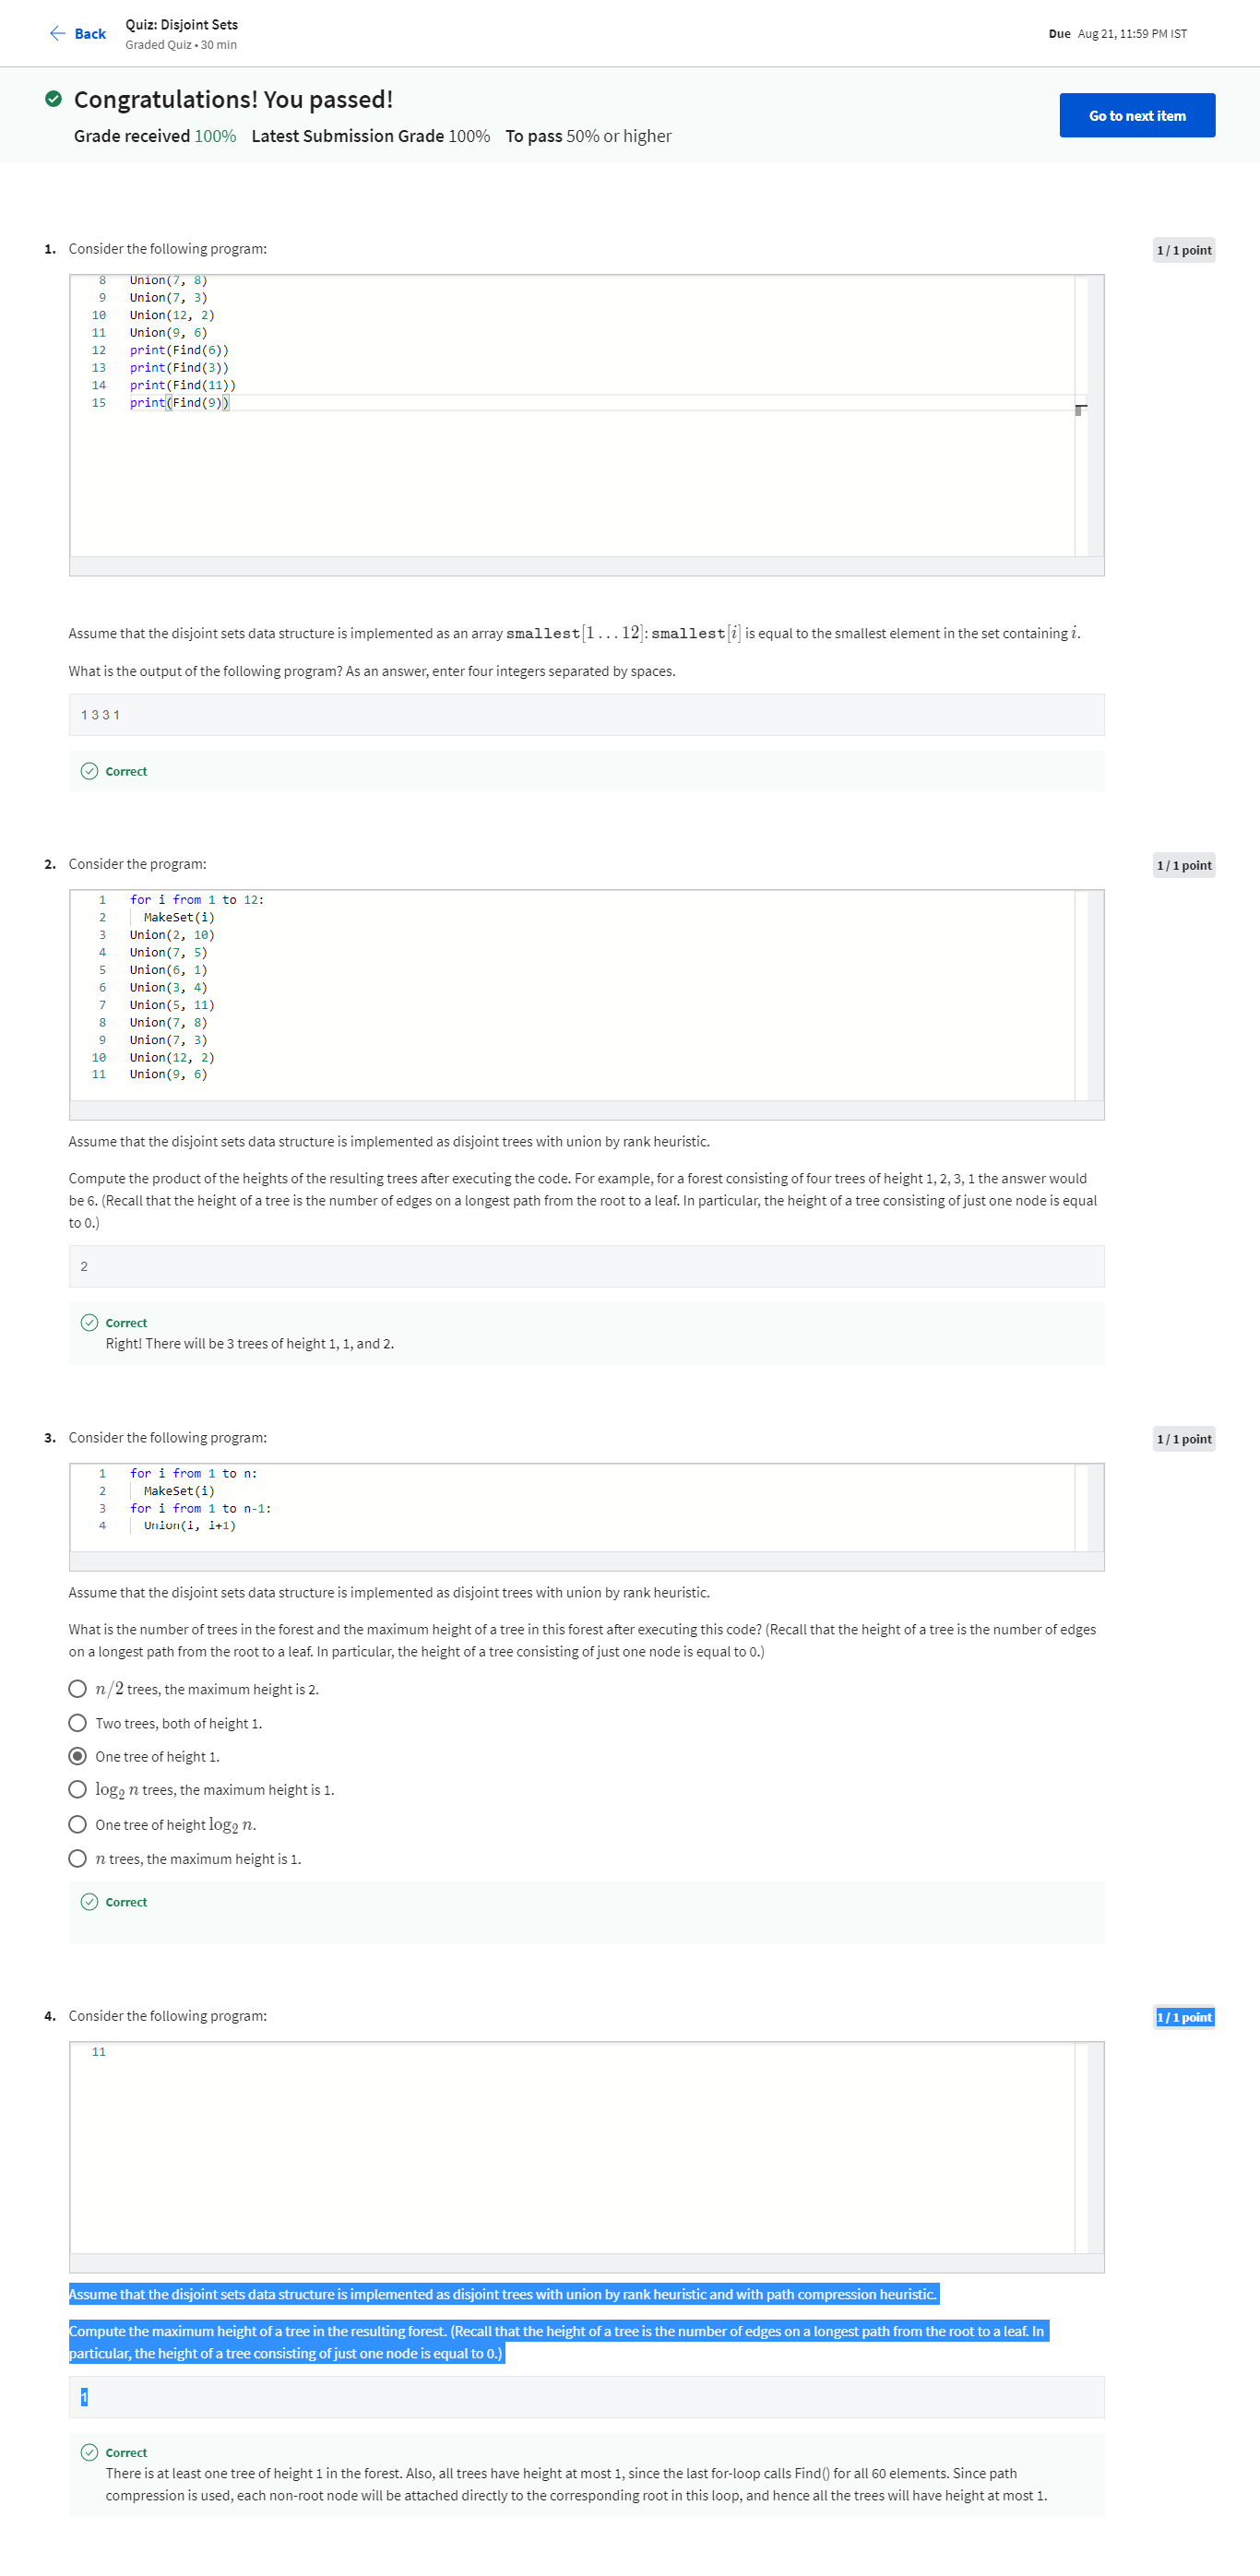 Back
Quiz: Disjoint Sets
Graded Quiz • 30 min
Due Aug 21, 11:59 PM IST
Congratulations! You passed!
Grade received 100% Latest Submission Grade 100% To pass 50% or higher
Go to next item
1. Consider the following program:
1 / 1 point
8 Union(7, 8)
9 Union(7, 3)
10 Union(12, 2)
11 Union(9, 6)
12 print(Find(6))
13 print(Find(3))
14 print(Find(11))
15 print(Find(9))
Assume that the disjoint sets data structure is implemented as an array smallest[1 … 12]: smallest[i] is equal to the smallest element in the set containing i.
What is the output of the following program? As an answer, enter four integers separated by spaces.
1 3 3 1
Correct
2. Consider the program:
1 / 1 point
1 for i from 1 to 12:
2 MakeSet(i)
3 Union(2, 10)
4 Union(7, 5)
5 Union(6, 1)
6 Union(3, 4)
7 Union(5, 11)
8 Union(7, 8)
9 Union(7, 3)
10 Union(12, 2)
11 Union(9, 6)
Assume that the disjoint sets data structure is implemented as disjoint trees with union by rank heuristic.
Compute the product of the heights of the resulting trees after executing the code. For example, for a forest consisting of four trees of height 1, 2, 3, 1 the answer would
be 6. (Recall that the height of a tree is the number of edges on a longest path from the root to a leaf. In particular, the height of a tree consisting of just one node is equal
to 0.)
2
Correct
Right! There will be 3 trees of height 1, 1, and 2.
3. Consider the following program:
1 / 1 point
1 for i from 1 to n:
2 MakeSet(i)
3 for i from 1 to n-1:
4 Union(i, i+1)
Assume that the disjoint sets data structure is implemented as disjoint trees with union by rank heuristic.
What is the number of trees in the forest and the maximum height of a tree in this forest after executing this code? (Recall that the height of a tree is the number of edges
on a longest path from the root to a leaf. In particular, the height of a tree consisting of just one node is equal to 0.)
n/2 trees, the maximum height is 2.
Two trees, both of height 1.
One tree of height 1.
log₂ n trees, the maximum height is 1.
One tree of height log₂ n.
n trees, the maximum height is 1.
Correct
4. Consider the following program:
1 / 1 point
11
Assume that the disjoint sets data structure is implemented as disjoint trees with union by rank heuristic and with path compression heuristic.
Compute the maximum height of a tree in the resulting forest. (Recall that the height of a tree is the number of edges on a longest path from the root to a leaf. In
particular, the height of a tree consisting of just one node is equal to 0.)
1
Correct
There is at least one tree of height 1 in the forest. Also, all trees have height at most 1, since the last for-loop calls Find() for all 60 elements. Since path
compression is used, each non-root node will be attached directly to the corresponding root in this loop, and hence all the trees will have height at most 1.